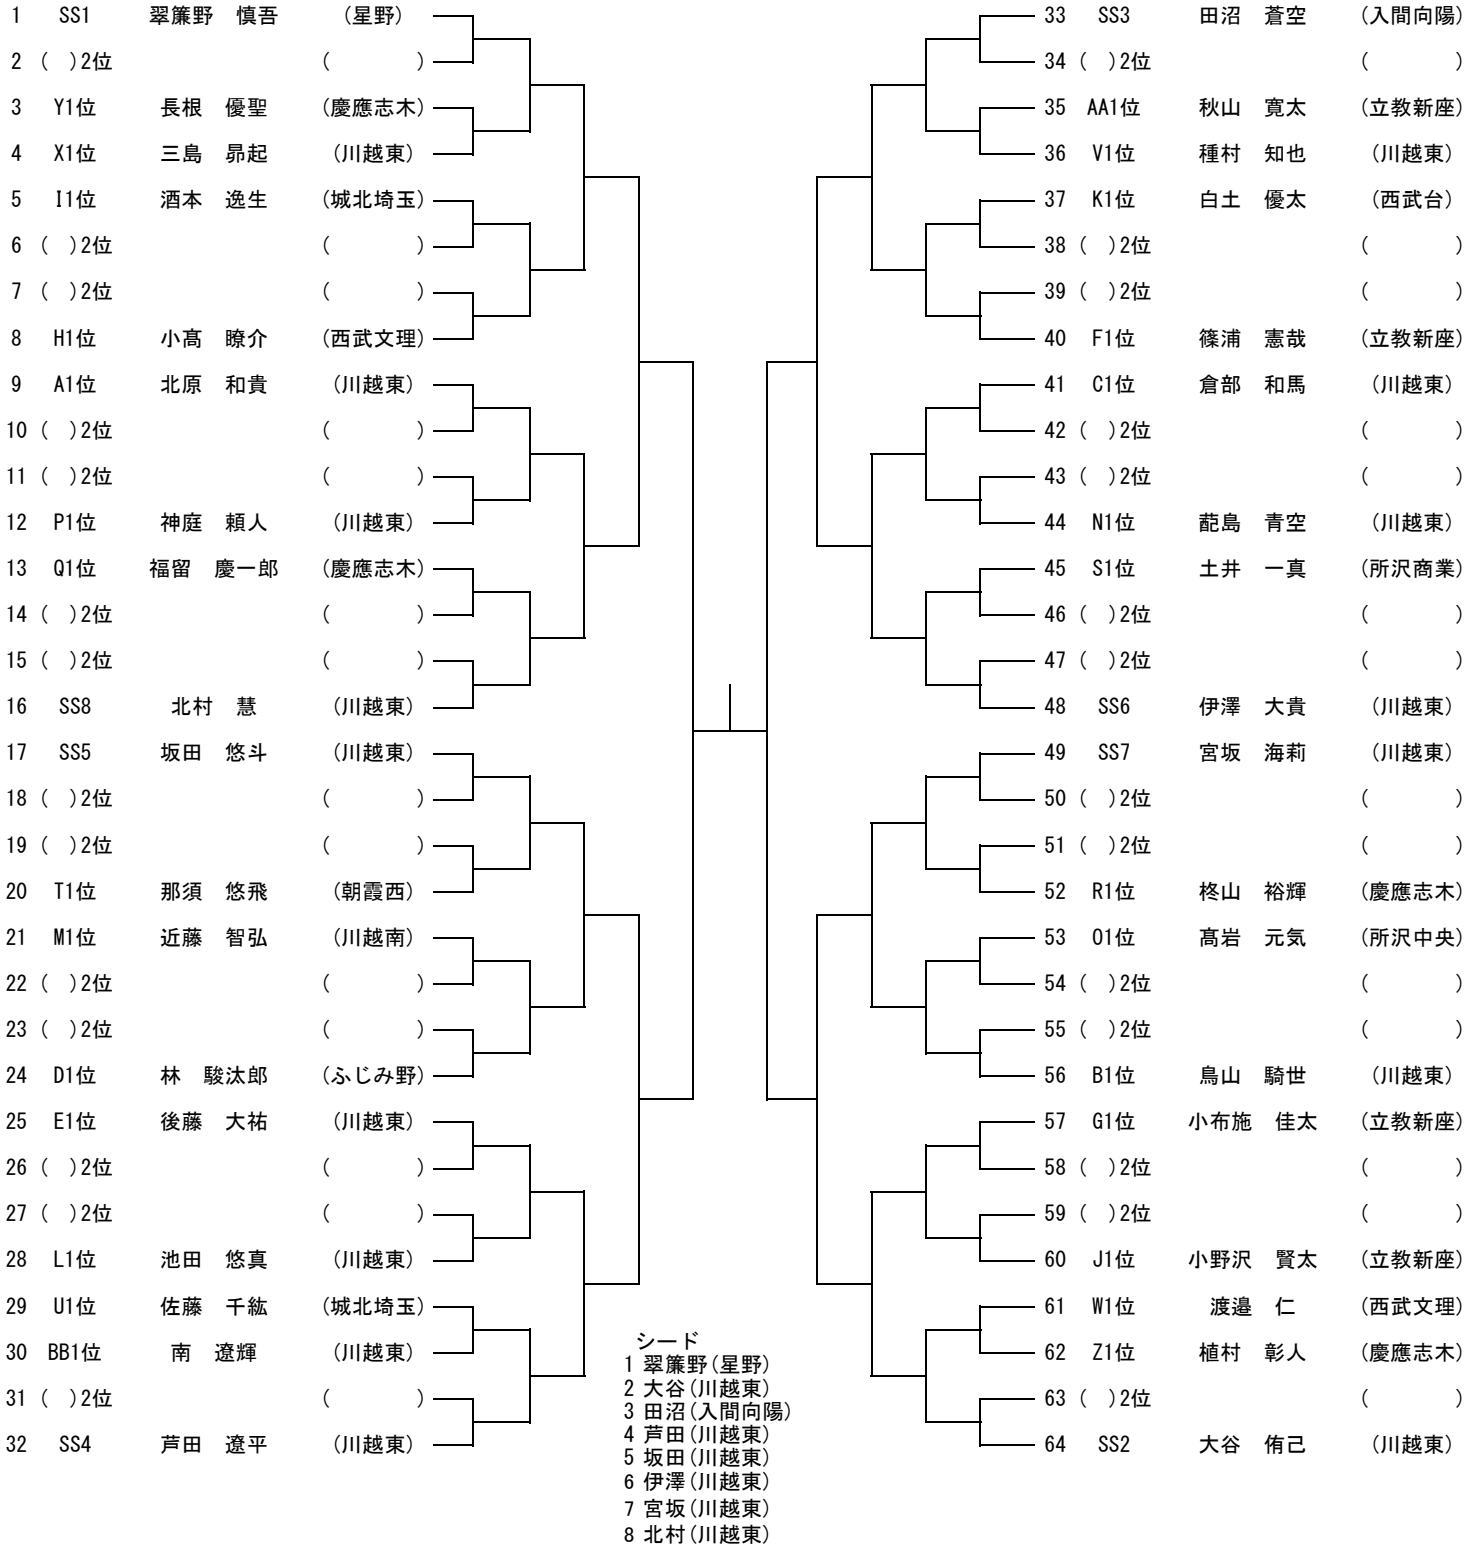 1 SS1 翠簾野 慎吾 (星野)
2 ( )2位 ( )
3 Y1位 長根 優聖 (慶應志木)
4 X1位 三島 昴起 (川越東)
5 I1位 酒本 逸生 (城北埼玉)
6 ( )2位 ( )
7 ( )2位 ( )
8 H1位 小髙 瞭介 (西武文理)
9 A1位 北原 和貴 (川越東)
10 ( )2位 ( )
11 ( )2位 ( )
12 P1位 神庭 頼人 (川越東)
13 Q1位 福留 慶一郎 (慶應志木)
14 ( )2位 ( )
15 ( )2位 ( )
16 SS8 北村 慧 (川越東)
17 SS5 坂田 悠斗 (川越東)
18 ( )2位 ( )
19 ( )2位 ( )
20 T1位 那須 悠飛 (朝霞西)
21 M1位 近藤 智弘 (川越南)
22 ( )2位 ( )
23 ( )2位 ( )
24 D1位 林 駿汰郎 (ふじみ野)
25 E1位 後藤 大祐 (川越東)
26 ( )2位 ( )
27 ( )2位 ( )
28 L1位 池田 悠真 (川越東)
29 U1位 佐藤 千紘 (城北埼玉)
30 BB1位 南 遼輝 (川越東)
31 ( )2位 ( )
32 SS4 芦田 遼平 (川越東)
33 SS3 田沼 蒼空 (入間向陽)
34 ( )2位 ( )
35 AA1位 秋山 寛太 (立教新座)
36 V1位 種村 知也 (川越東)
37 K1位 白土 優太 (西武台)
38 ( )2位 ( )
39 ( )2位 ( )
40 F1位 篠浦 憲哉 (立教新座)
41 C1位 倉部 和馬 (川越東)
42 ( )2位 ( )
43 ( )2位 ( )
44 N1位 蓜島 青空 (川越東)
45 S1位 土井 一真 (所沢商業)
46 ( )2位 ( )
47 ( )2位 ( )
48 SS6 伊澤 大貴 (川越東)
49 SS7 宮坂 海莉 (川越東)
50 ( )2位 ( )
51 ( )2位 ( )
52 R1位 柊山 裕輝 (慶應志木)
53 O1位 髙岩 元気 (所沢中央)
54 ( )2位 ( )
55 ( )2位 ( )
56 B1位 鳥山 騎世 (川越東)
57 G1位 小布施 佳太 (立教新座)
58 ( )2位 ( )
59 ( )2位 ( )
60 J1位 小野沢 賢太 (立教新座)
61 W1位 渡邉 仁 (西武文理)
62 Z1位 植村 彰人 (慶應志木)
63 ( )2位 ( )
64 SS2 大谷 侑己 (川越東)
シード
1 翠簾野(星野)
2 大谷(川越東)
3 田沼(入間向陽)
4 芦田(川越東)
5 坂田(川越東)
6 伊澤(川越東)
7 宮坂(川越東)
8 北村(川越東)